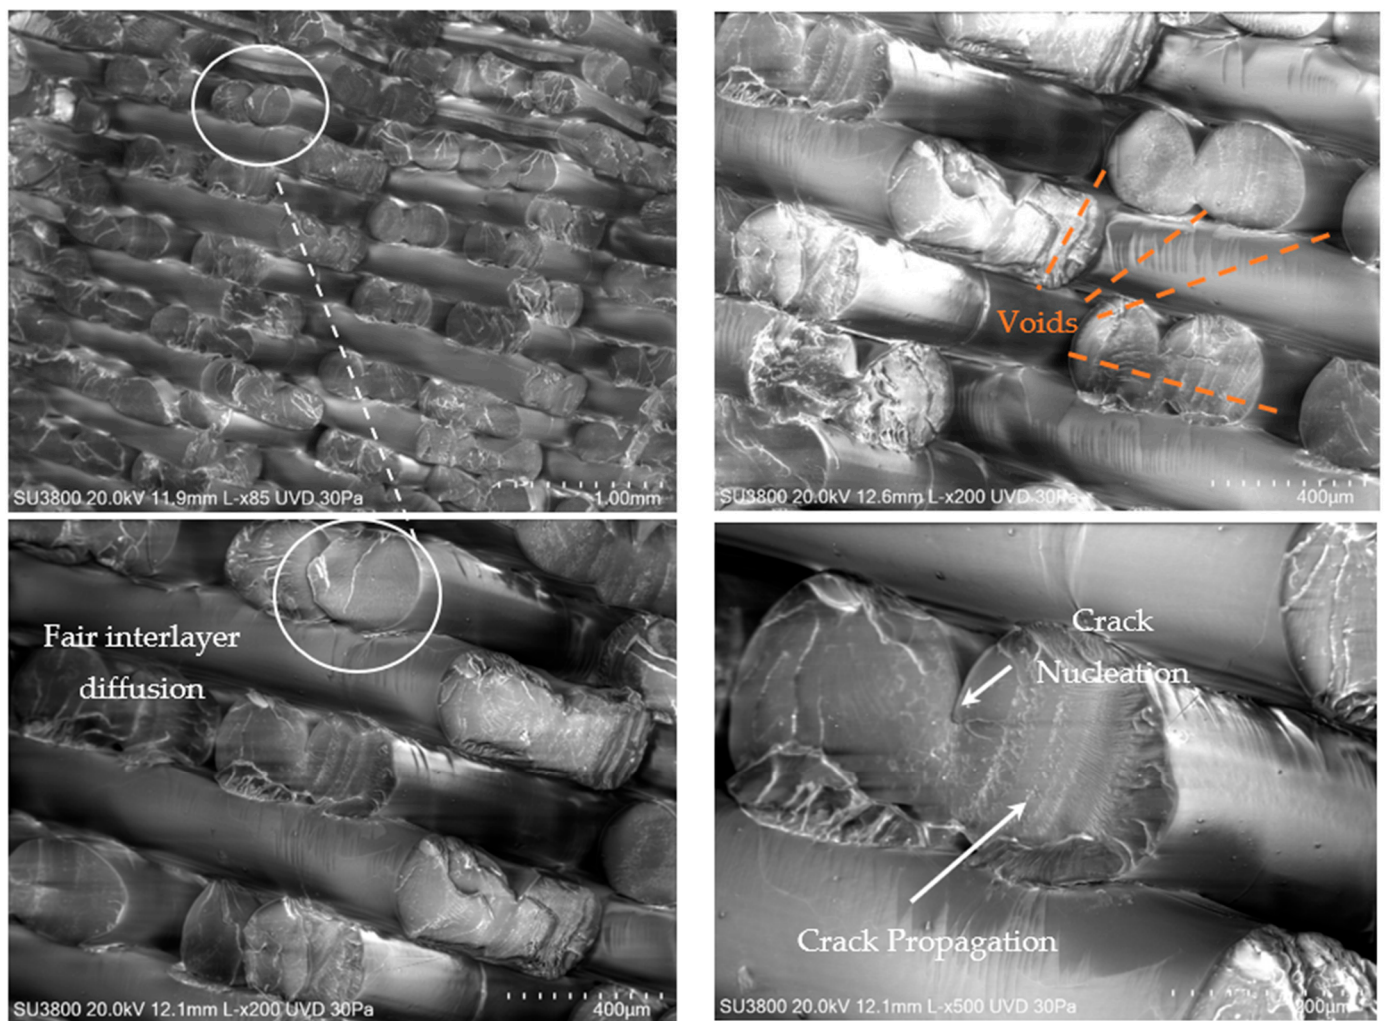 SU3800 20.0kV 11.9mm L-x85 UVD 30Pa
1.00mm
Voids
SU3800 20.0kV 12.6mm L-x200 UVD 30Pa
400µm
Fair interlayer
diffusion
SU3800 20.0kV 12.1mm L-x200 UVD 30Pa
400µm
Crack
Nucleation
Crack Propagation
SU3800 20.0kV 12.1mm L-x500 UVD 30Pa